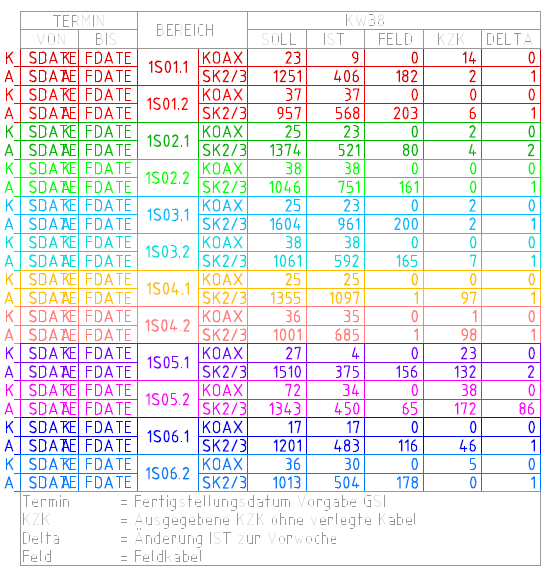 TERMIN BEREICH KW38
VON BIS SOLL IST FELD KZK DELTA
K SDATE FDATE 1S01.1 KOAX 23 9 0 14 0
A SDATE FDATE SK2/3 1251 406 182 2 1
K SDATE FDATE 1S01.2 KOAX 37 37 0 0 0
A SDATE FDATE SK2/3 957 568 203 6 1
K SDATE FDATE 1S02.1 KOAX 25 23 0 2 0
A SDATE FDATE SK2/3 1374 521 80 4 2
K SDATE FDATE 1S02.2 KOAX 38 38 0 0 0
A SDATE FDATE SK2/3 1046 751 161 0 1
K SDATE FDATE 1S03.1 KOAX 25 23 0 2 0
A SDATE FDATE SK2/3 1604 961 200 2 1
K SDATE FDATE 1S03.2 KOAX 38 38 0 0 0
A SDATE FDATE SK2/3 1061 592 165 7 1
K SDATE FDATE 1S04.1 KOAX 25 25 0 0 0
A SDATE FDATE SK2/3 1355 1097 1 97 1
K SDATE FDATE 1S04.2 KOAX 36 35 0 1 0
A SDATE FDATE SK2/3 1001 685 1 98 1
K SDATE FDATE 1S05.1 KOAX 27 4 0 23 0
A SDATE FDATE SK2/3 1510 375 156 132 2
K SDATE FDATE 1S05.2 KOAX 72 34 0 38 0
A SDATE FDATE SK2/3 1343 450 65 172 86
K SDATE FDATE 1S06.1 KOAX 17 17 0 0 0
A SDATE FDATE SK2/3 1201 483 116 46 1
K SDATE FDATE 1S06.2 KOAX 36 30 0 5 0
A SDATE FDATE SK2/3 1013 504 178 0 1
Termin = Fertigstellungsdatum Vorgabe GSI
KZK = Ausgegebene KZK ohne verlegte Kabel
Delta = Änderung IST zur Vorwoche
Feld = Feldkabel